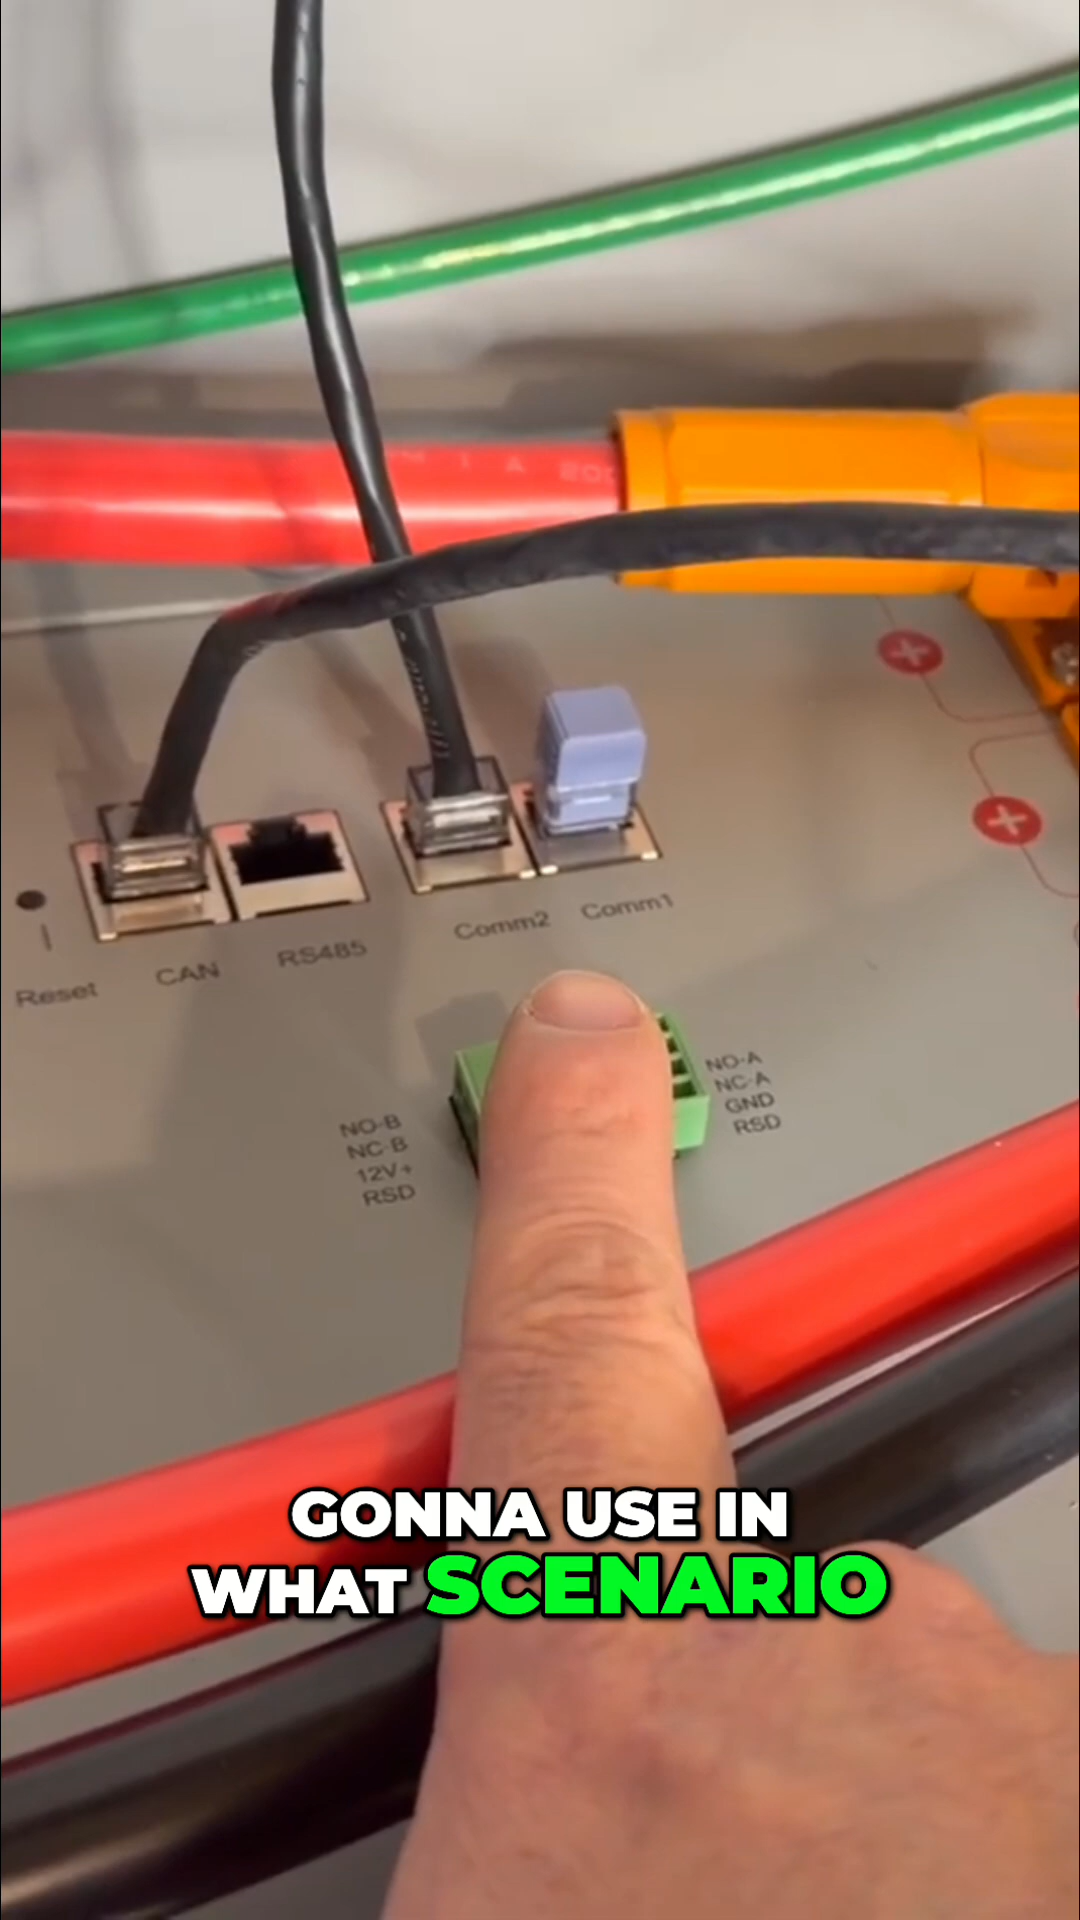 Reset
CAN
RS485
Comm2
Comm1
NO-A
NC-A
GND
RSD
NO-B
NC-B
12V+
RSD
GONNA USE IN
WHAT SCENARIO